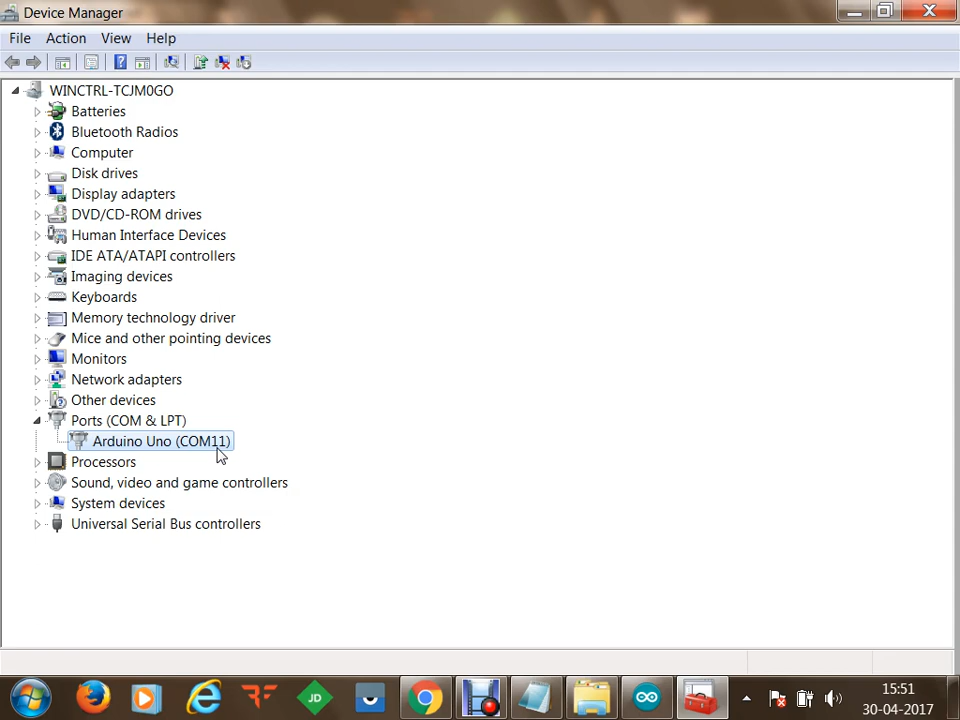 Device Manager
File Action View Help
WINCTRL-TCJM0GO
Batteries
Bluetooth Radios
Computer
Disk drives
Display adapters
DVD/CD-ROM drives
Human Interface Devices
IDE ATA/ATAPI controllers
Imaging devices
Keyboards
Memory technology driver
Mice and other pointing devices
Monitors
Network adapters
Other devices
Ports (COM & LPT)
Arduino Uno (COM11)
Processors
Sound, video and game controllers
System devices
Universal Serial Bus controllers
JD
15:51
30-04-2017